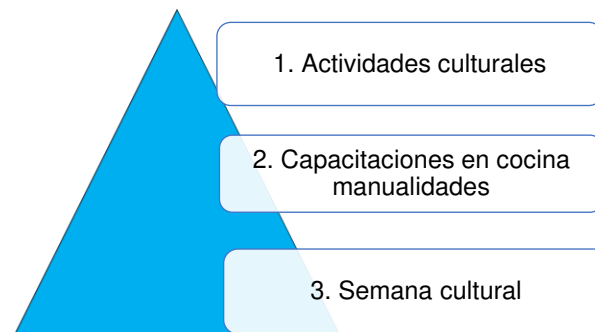 1. Actividades culturales
2. Capacitaciones en cocina
manualidades
3. Semana cultural